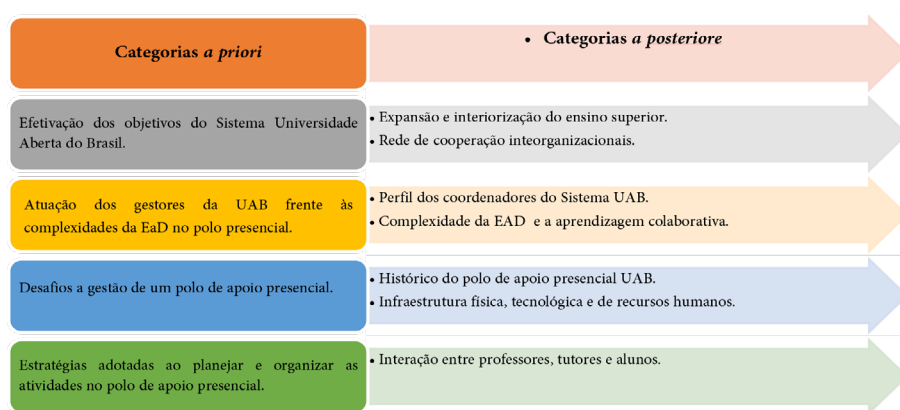 Categorias a priori
• Categorias a posteriore
Efetivação dos objetivos do Sistema Universidade
Aberta do Brasil.
• Expansão e interiorização do ensino superior.
• Rede de cooperação inteorganizacionais.
Atuação dos gestores da UAB frente às
complexidades da EaD no polo presencial.
• Perfil dos coordenadores do Sistema UAB.
• Complexidade da EAD e a aprendizagem colaborativa.
Desafios a gestão de um polo de apoio presencial.
• Histórico do polo de apoio presencial UAB.
• Infraestrutura física, tecnológica e de recursos humanos.
Estratégias adotadas ao planejar e organizar as
atividades no polo de apoio presencial.
• Interação entre professores, tutores e alunos.